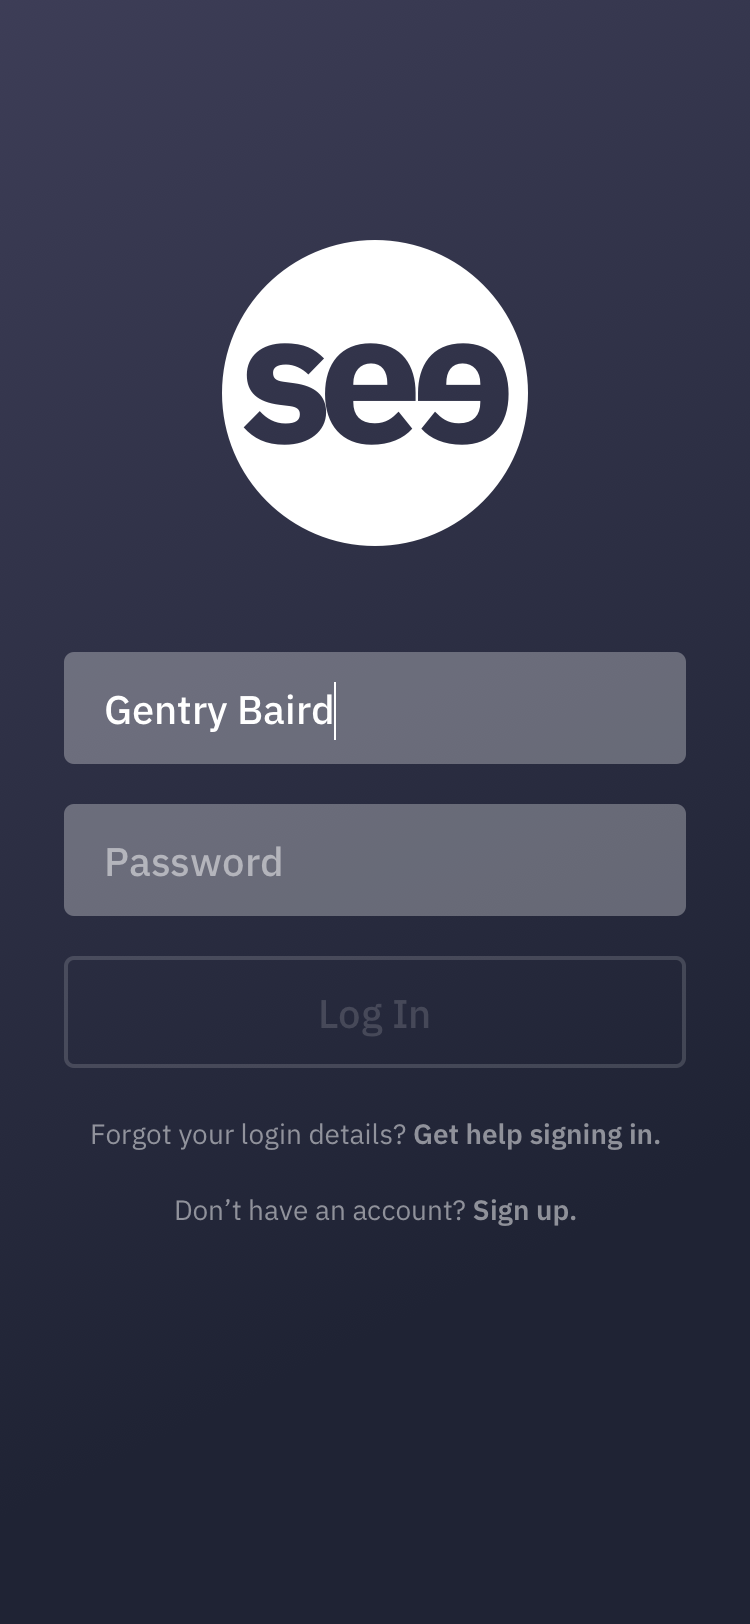 see
Gentry Baird
Password
Log In
Forgot your login details? Get help signing in.
Don’t have an account? Sign up.